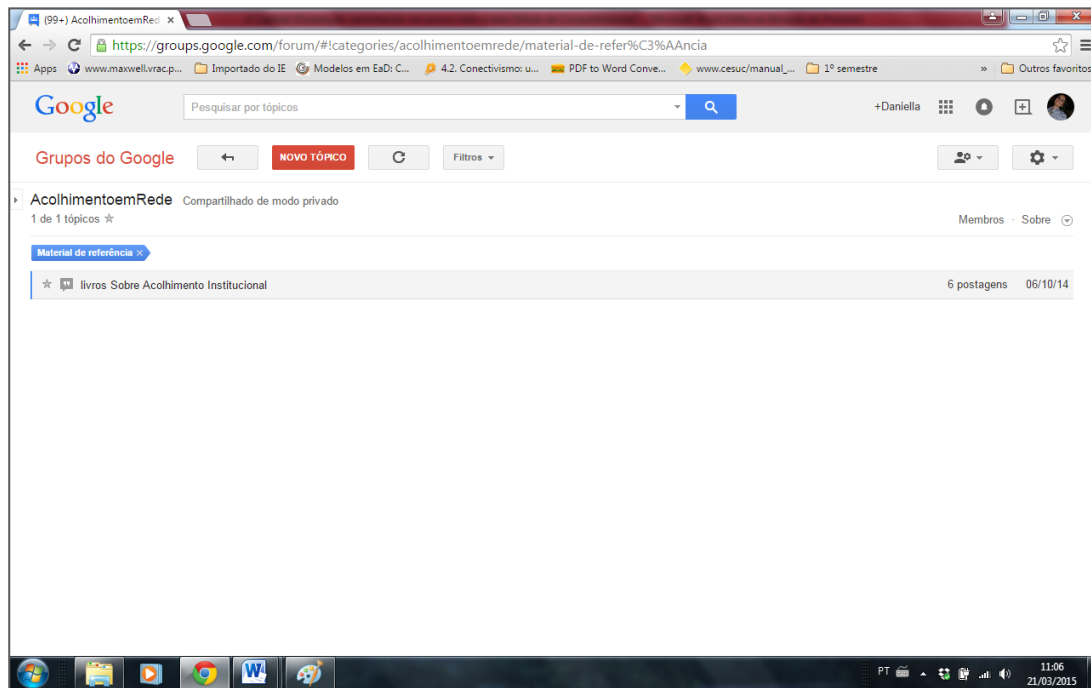 (99+) AcolhimentoemRed
https://groups.google.com/forum/#!categories/acolhimentoemrede/material-de-refer%C3%AAncia
Apps www.maxwell.vrac.p... Importado do IE Modelos em EaD: C... 4.2. Conectivismo: u... PDF to Word Conve... www.cesuc/manual_... 1º semestre » Outros favoritos
Google Pesquisar por tópicos +Daniella
Grupos do Google NOVO TÓPICO Filtros
AcolhimentoemRede Compartilhado de modo privado
1 de 1 tópicos Membros · Sobre
Material de referência ×
livros Sobre Acolhimento Institucional 6 postagens 06/10/14
PT 11:06
21/03/2015